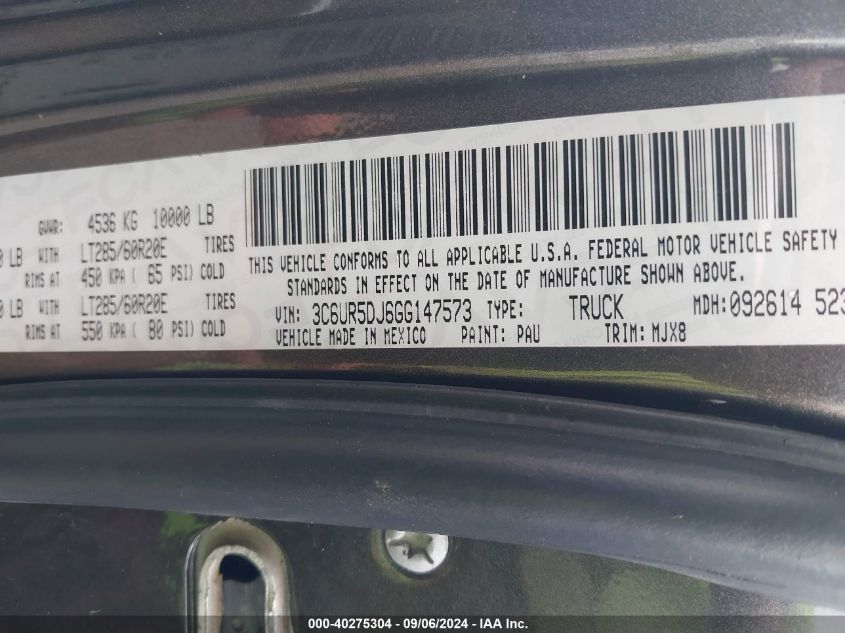 GVWR: 4536 KG 10000 LB
LB WITH LT285/60R20E TIRES
RIMS AT 450 KPA ( 65 PSI) COLD
LB WITH LT285/60R20E TIRES
RIMS AT 550 KPA ( 80 PSI) COLD
THIS VEHICLE CONFORMS TO ALL APPLICABLE U.S.A. FEDERAL MOTOR VEHICLE SAFETY
STANDARDS IN EFFECT ON THE DATE OF MANUFACTURE SHOWN ABOVE.
VIN: 3C6UR5DJ6GG147573 TYPE: TRUCK MDH:092614 523
VEHICLE MADE IN MEXICO PAINT: PAU TRIM: MJX8
000-40275304 - 09/06/2024 - IAA Inc.